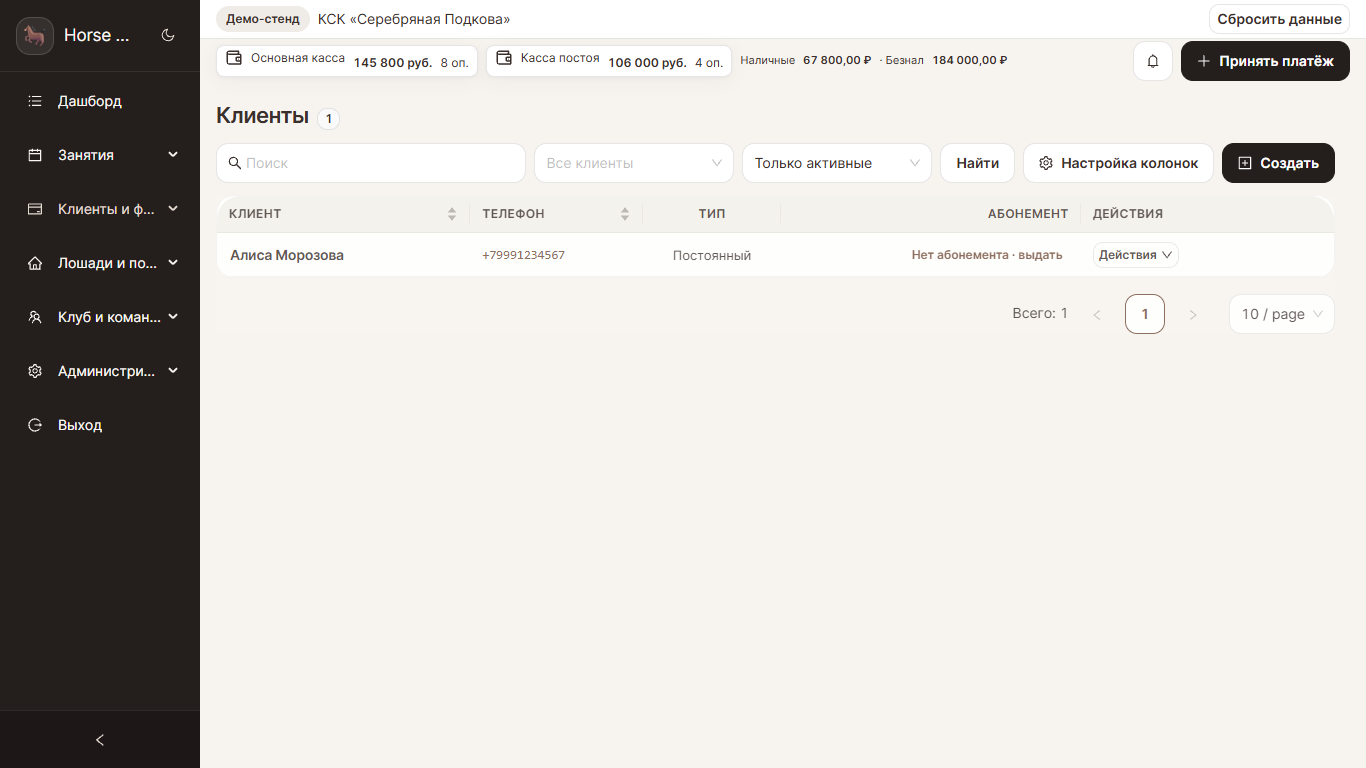 Horse ...
Дашборд
Занятия
Клиенты и ф...
Лошади и по...
Клуб и коман...
Администри...
Выход
Демо-стенд КСК «Серебряная Подкова» Сбросить данные
Основная касса 145 800 руб. 8 оп. Касса постоя 106 000 руб. 4 оп. Наличные 67 800,00 ₽ · Безнал 184 000,00 ₽ Принять платёж
Клиенты 1
Поиск Все клиенты Только активные Найти Настройка колонок Создать
КЛИЕНТ ТЕЛЕФОН ТИП АБОНЕМЕНТ ДЕЙСТВИЯ
Алиса Морозова +79991234567 Постоянный Нет абонемента · выдать Действия
Всего: 1 < 1 > 10 / page